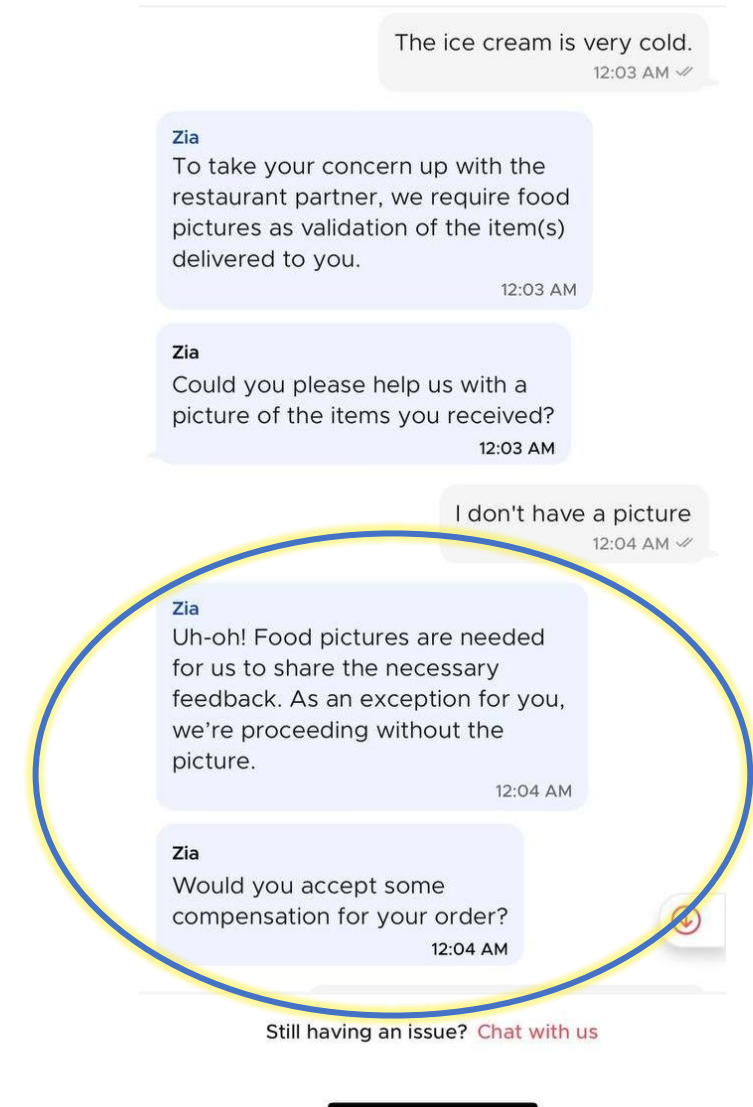 The ice cream is very cold.
12:03 AM
Zia
To take your concern up with the
restaurant partner, we require food
pictures as validation of the item(s)
delivered to you.
12:03 AM
Zia
Could you please help us with a
picture of the items you received?
12:03 AM
I don't have a picture
12:04 AM
Zia
Uh-oh! Food pictures are needed
for us to share the necessary
feedback. As an exception for you,
we’re proceeding without the
picture.
12:04 AM
Zia
Would you accept some
compensation for your order?
12:04 AM
Still having an issue? Chat with us